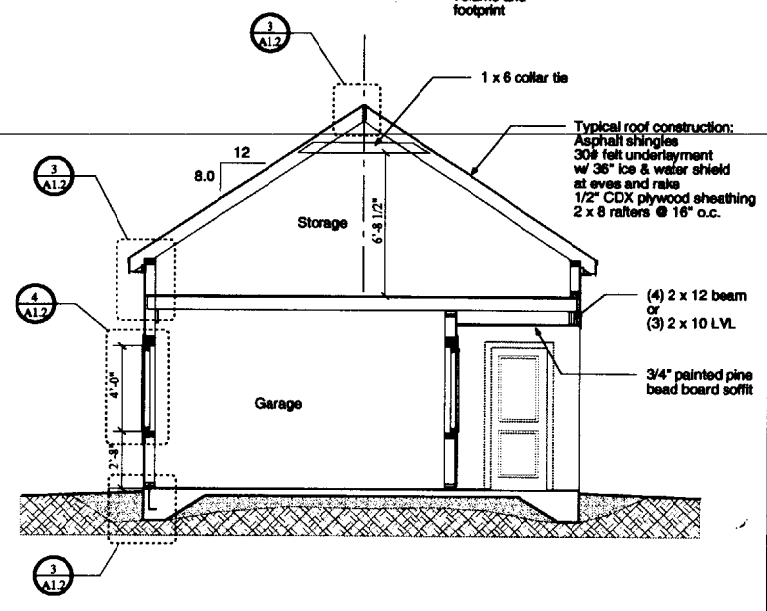 footprint
3
A1.2
1 x 6 collar tie
Typical roof construction:
Asphalt shingles
30# felt underlayment
w/ 36" ice & water shield
at eves and rake
1/2" CDX plywood sheathing
2 x 8 rafters @ 16" o.c.
12
8.0
3
A1.2
Storage
6'-8 1/2"
4
A1.2
(4) 2 x 12 beam
or
(3) 2 x 10 LVL
3/4" painted pine
bead board soffit
4'-0"
Garage
2'-8"
3
A1.2